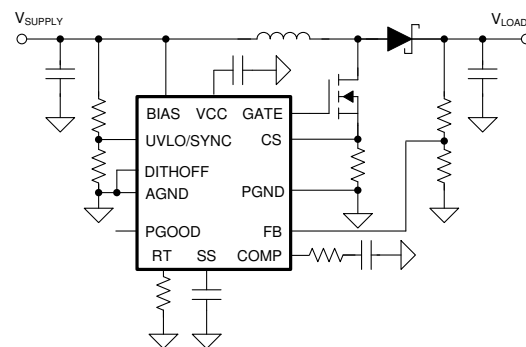 VSUPPLY VLOAD
BIAS VCC GATE
UVLO/SYNC CS
DITHOFF
AGND PGND
PGOOD FB
RT SS COMP